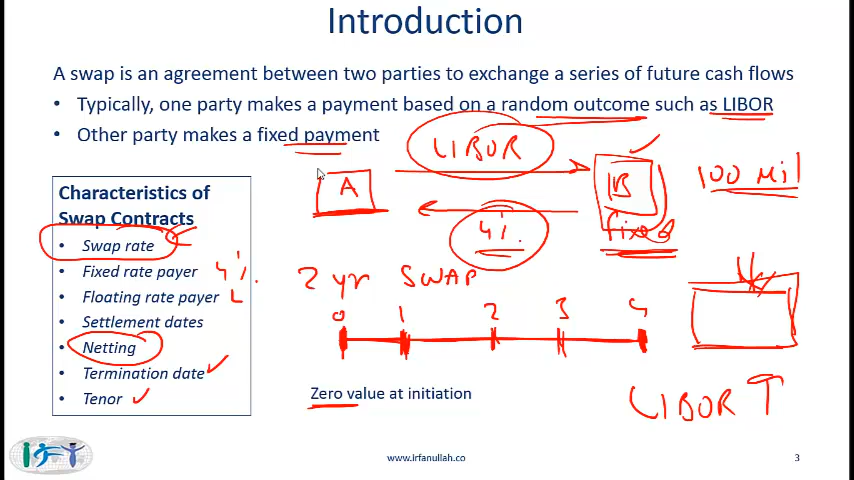 Introduction
A swap is an agreement between two parties to exchange a series of future cash flows
• Typically, one party makes a payment based on a random outcome such as LIBOR
• Other party makes a fixed payment
LIBOR
A
B
100 Mil
4%
fixed
Characteristics of
Swap Contracts
• Swap rate
• Fixed rate payer 4%.
• Floating rate payer L
• Settlement dates
• Netting
• Termination date
• Tenor
2 yr SWAP
0 1 2 3 4
Zero value at initiation
LIBOR ↑
www.irfanullah.co
3